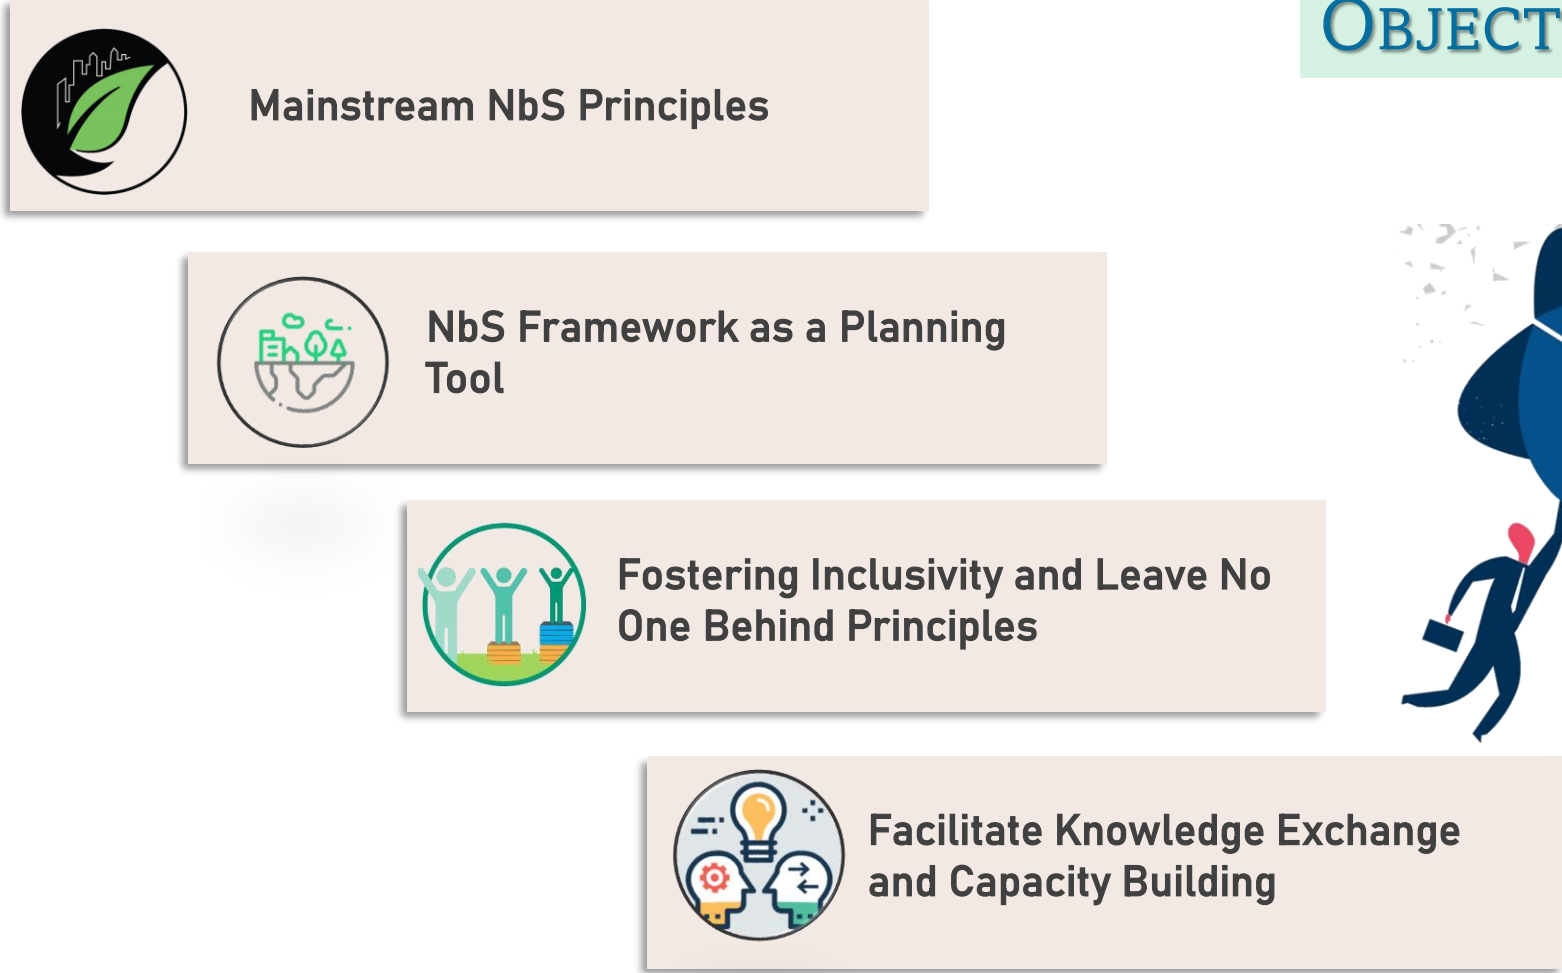 OBJECT
Mainstream NbS Principles
NbS Framework as a Planning
Tool
Fostering Inclusivity and Leave No
One Behind Principles
Facilitate Knowledge Exchange
and Capacity Building